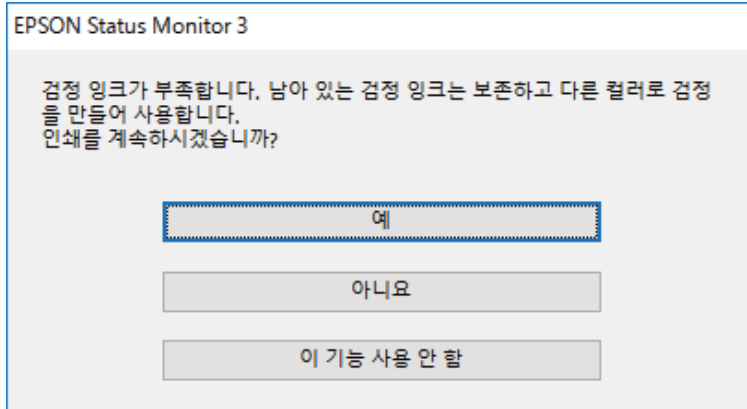 EPSON Status Monitor 3
검정 잉크가 부족합니다. 남아 있는 검정 잉크는 보존하고 다른 컬러로 검정
을 만들어 사용합니다.
인쇄를 계속하시겠습니까?
예
아니요
이 기능 사용 안 함